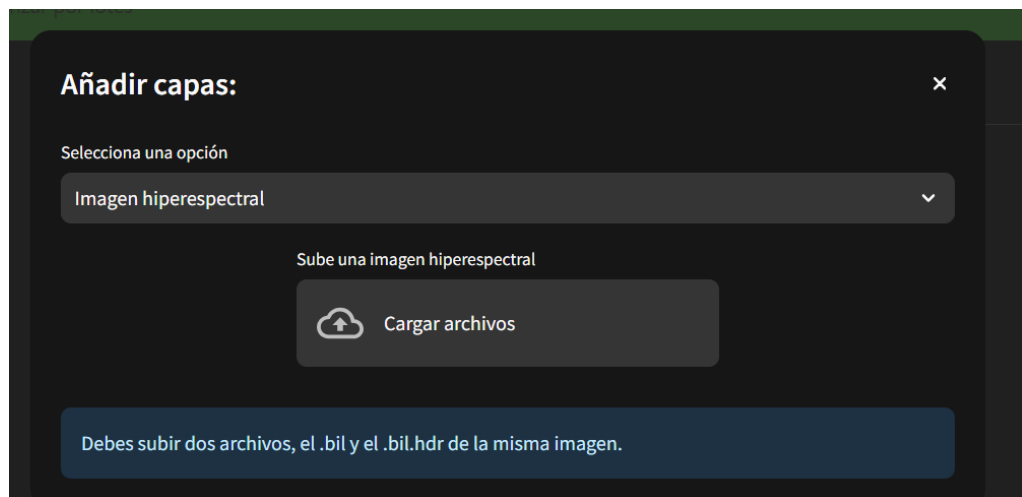 Añadir capas:
Selecciona una opción
Imagen hiperespectral
Sube una imagen hiperespectral
Cargar archivos
Debes subir dos archivos, el .bil y el .bil.hdr de la misma imagen.